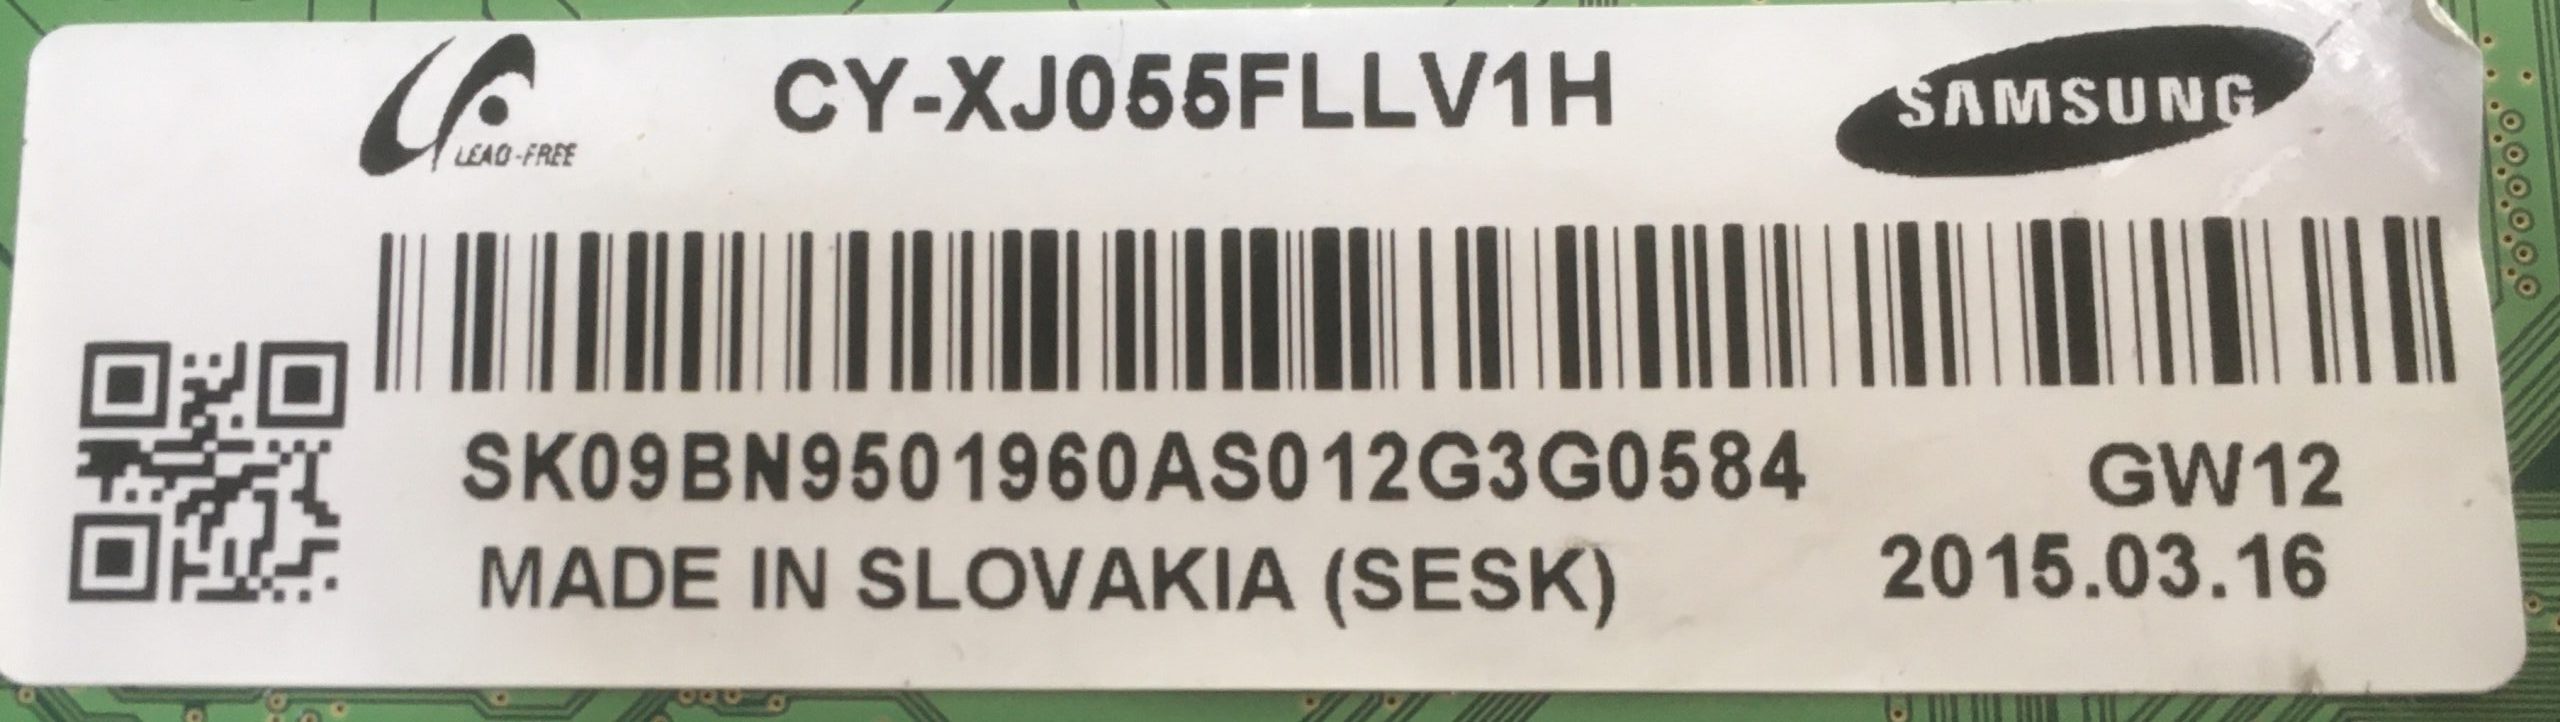 CY-XJ055FLLV1H
SAMSUNG
LEAD-FREE
SK09BN9501960AS012G3G0584
GW12
MADE IN SLOVAKIA (SESK)
2015.03.16